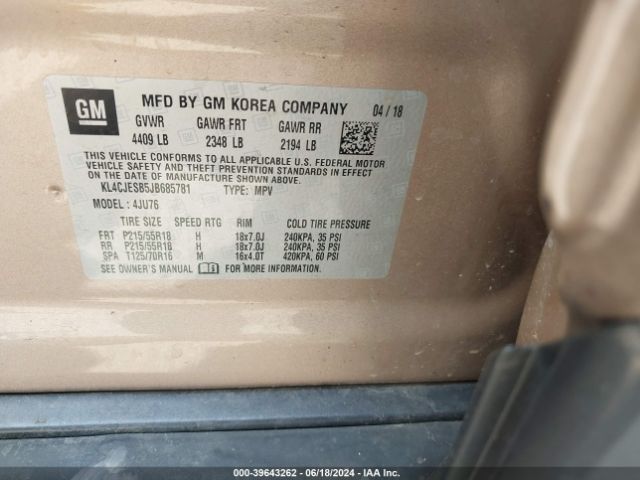 GM
MFD BY GM KOREA COMPANY 04 / 18
GVWR GAWR FRT GAWR RR
4409 LB 2348 LB 2194 LB
THIS VEHICLE CONFORMS TO ALL APPLICABLE U.S. FEDERAL MOTOR
VEHICLE SAFETY AND THEFT PREVENTION STANDARDS IN EFFECT
ON THE DATE OF MANUFACTURE SHOWN ABOVE.
KL4CJESB5JB685781 TYPE: MPV
MODEL : 4JU76
TIRE SIZE SPEED RTG RIM COLD TIRE PRESSURE
FRT P215/55R18 H 18x7.0J 240KPA, 35 PSI
RR P215/55R18 H 18x7.0J 240KPA, 35 PSI
SPA T125/70R16 M 16x4.0T 420KPA, 60 PSI
SEE OWNER'S MANUAL FOR MORE INFORMATION.
000-39643262 - 06/18/2024 - IAA Inc.